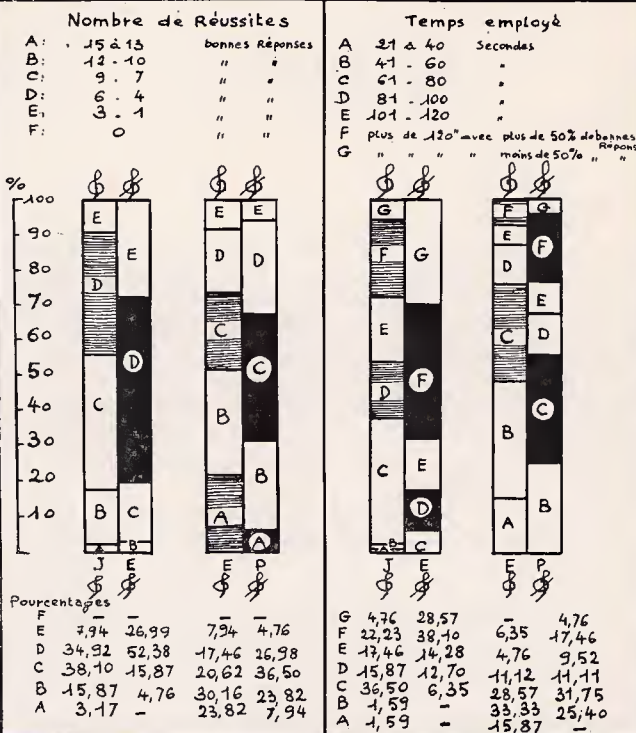 Nombre de Réussites
A: 15 à 13 bonnes Réponses
B: 12 - 10 " "
C: 9 - 7 " "
D: 6 - 4 " "
E: 3 - 1 " "
F: 0 " "
Temps employé
A 21 à 40 Secondes
B 41 - 60 "
C 61 - 80 "
D 81 - 100 "
E 101 - 120 "
F plus de 120" avec plus de 50% de bonnes Répons
G " " " " moins de 50% " "
%
100
90
80
70
60
50
40
30
20
10
E D C B A
E D C B
E D C B A
E D C B A
G F E D C B A
G F E D C
F E D C B A
G F E D C B
J E E P J E E P
Pourcentages
F - - -
E 7,94 26,99 7,94 4,76
D 34,92 52,38 17,46 26,98
C 38,10 15,87 20,62 36,50
B 15,87 4,76 30,16 23,82
A 3,17 - 23,82 7,94
G 4,76 28,57 - 4,76
F 22,23 38,10 6,35 17,46
E 17,46 14,28 4,76 9,52
D 15,87 12,70 11,12 11,11
C 36,50 6,35 28,57 31,75
B 1,59 - 33,33 25,40
A 1,59 - 15,87 -